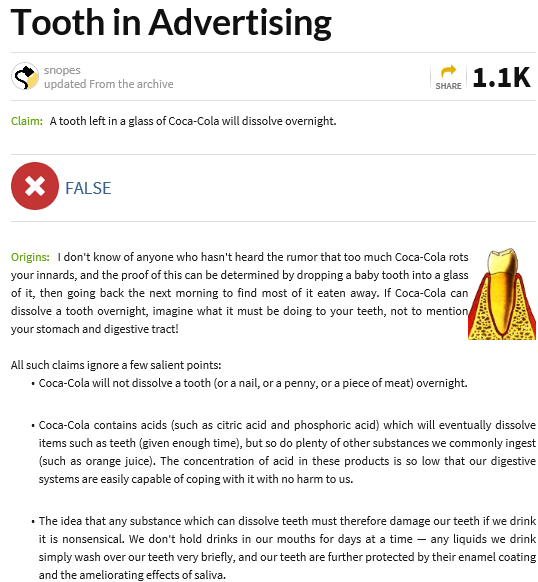 Tooth in Advertising
snopes
updated From the archive
SHARE
1.1K
Claim: A tooth left in a glass of Coca-Cola will dissolve overnight.
FALSE
Origins: I don't know of anyone who hasn't heard the rumor that too much Coca-Cola rots
your innards, and the proof of this can be determined by dropping a baby tooth into a glass
of it, then going back the next morning to find most of it eaten away. If Coca-Cola can
dissolve a tooth overnight, imagine what it must be doing to your teeth, not to mention
your stomach and digestive tract!
All such claims ignore a few salient points:
• Coca-Cola will not dissolve a tooth (or a nail, or a penny, or a piece of meat) overnight.
• Coca-Cola contains acids (such as citric acid and phosphoric acid) which will eventually dissolve
items such as teeth (given enough time), but so do plenty of other substances we commonly ingest
(such as orange juice). The concentration of acid in these products is so low that our digestive
systems are easily capable of coping with it with no harm to us.
• The idea that any substance which can dissolve teeth must therefore damage our teeth if we drink
it is nonsensical. We don't hold drinks in our mouths for days at a time — any liquids we drink
simply wash over our teeth very briefly, and our teeth are further protected by their enamel coating
and the ameliorating effects of saliva.